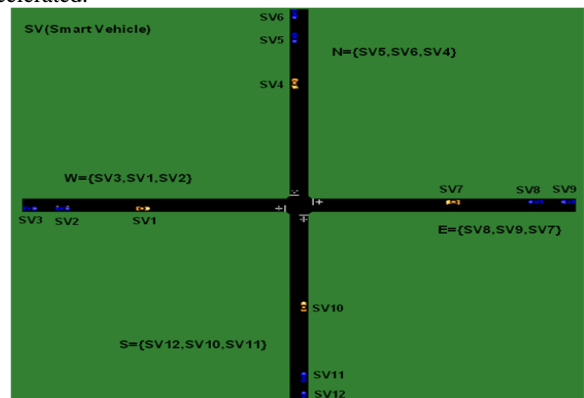 celerated.
SV(Smart Vehicle)
SV6
SV5
N={SV5,SV6,SV4}
SV4
W={SV3,SV1,SV2}
SV7
SV8
SV9
SV3
SV2
SV1
E={SV8,SV9,SV7}
SV10
S={SV12,SV10,SV11}
SV11
SV12